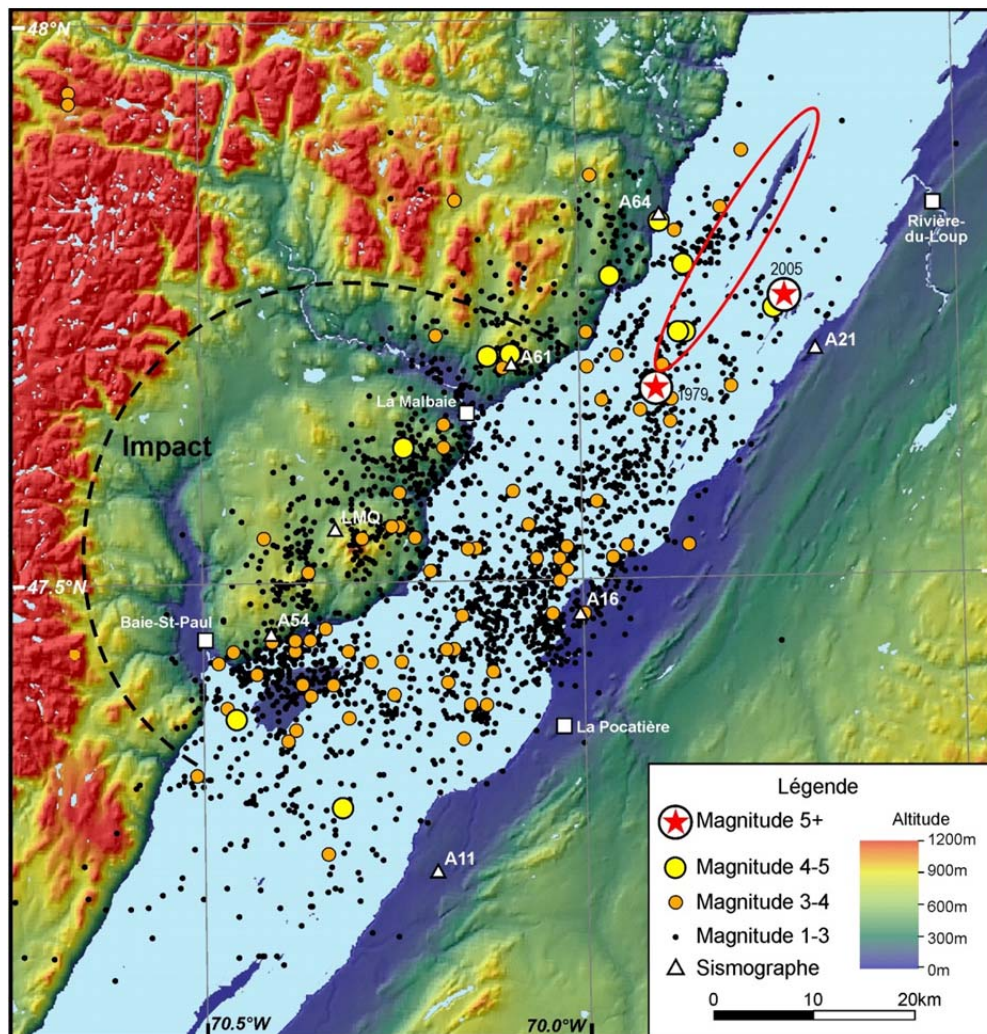 48°N
A64
Rivière-
du-Loup
2005
A21
A61
1979
La Malbaie
Impact
LMQ
47.5°N
A16
A54
Baie-St-Paul
La Pocatière
A11
Légende
Magnitude 5+
Magnitude 4-5
Magnitude 3-4
Magnitude 1-3
Sismographe
Altitude
1200m
900m
600m
300m
0m
0 10 20km
70.5°W
70.0°W